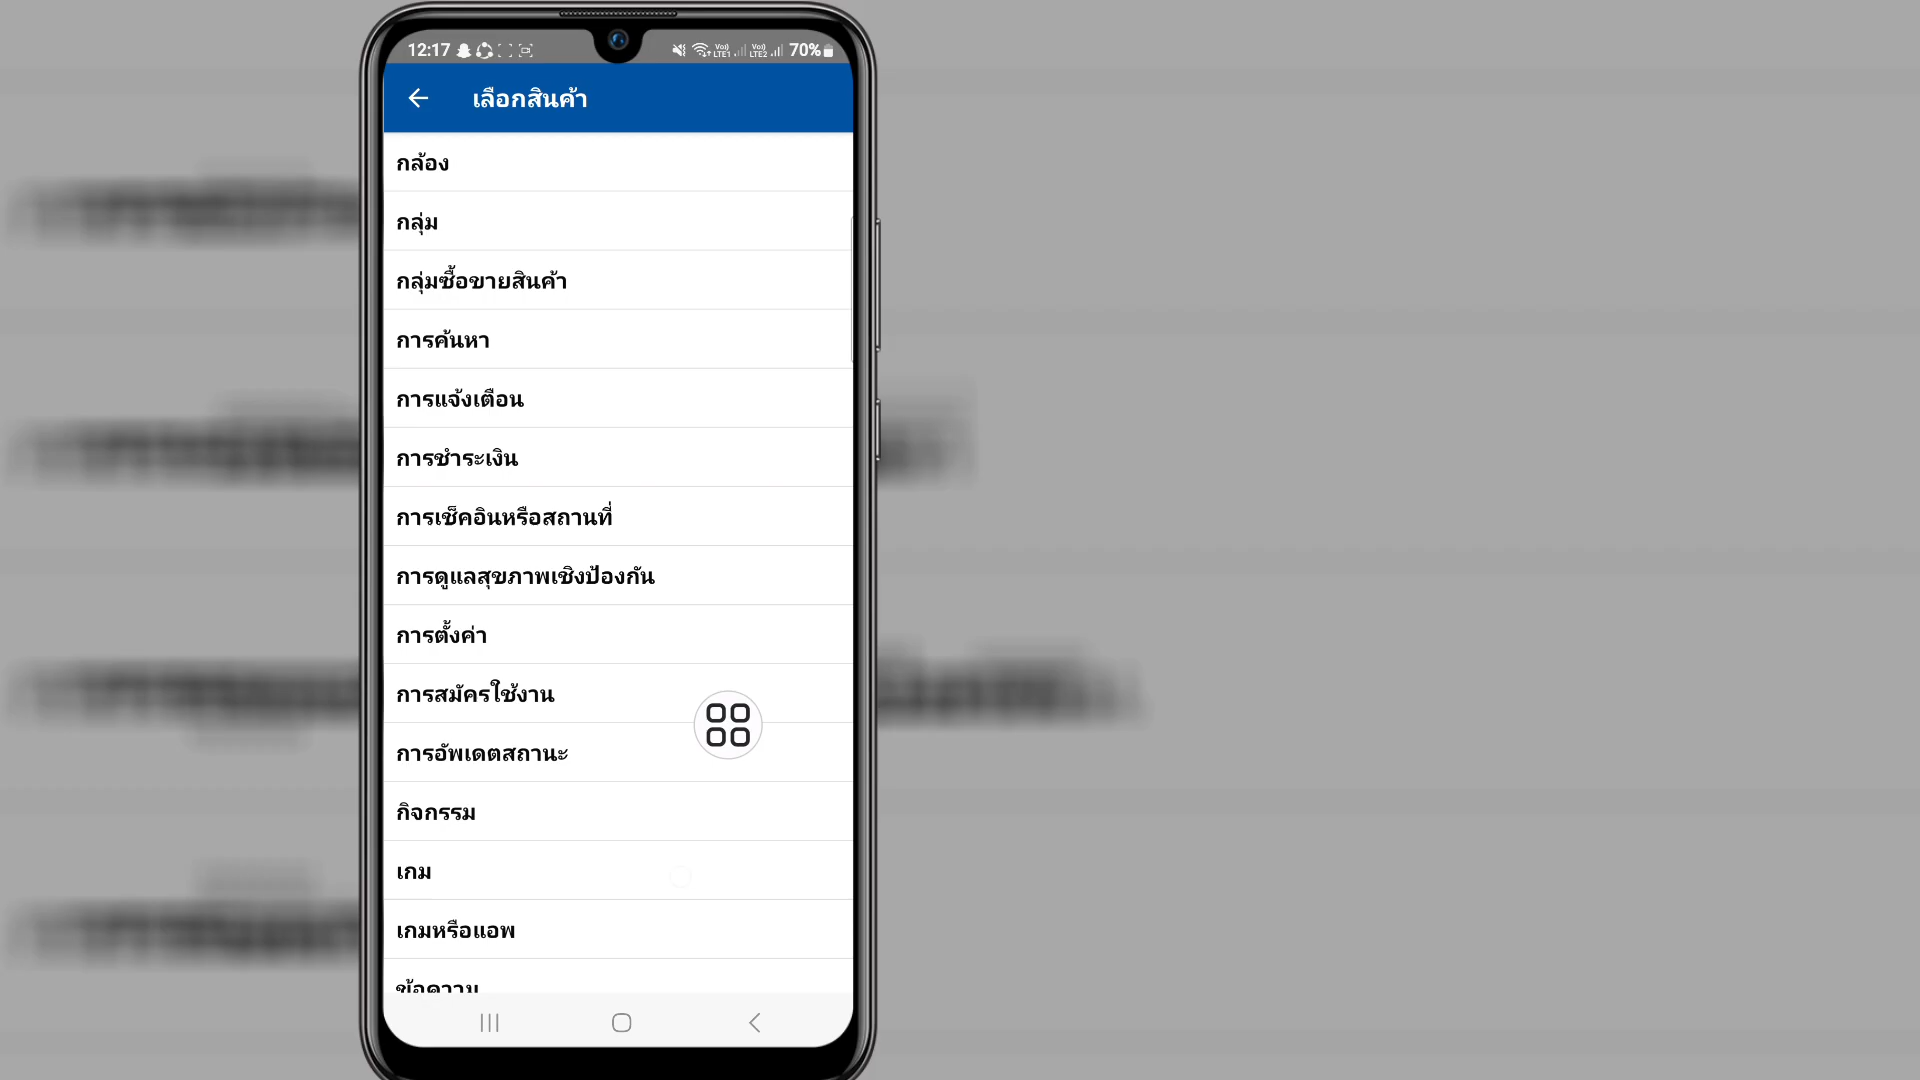 12:17 Vo) LTE1 Vo) LTE2 70%
เลือกสินค้า
กล้อง
กลุ่ม
กลุ่มซื้อขายสินค้า
การค้นหา
การแจ้งเตือน
การชำระเงิน
การเช็คอินหรือสถานที่
การดูแลสุขภาพเชิงป้องกัน
การตั้งค่า
การสมัครใช้งาน
การอัพเดตสถานะ
กิจกรรม
เกม
เกมหรือแอพ
ข้อความ